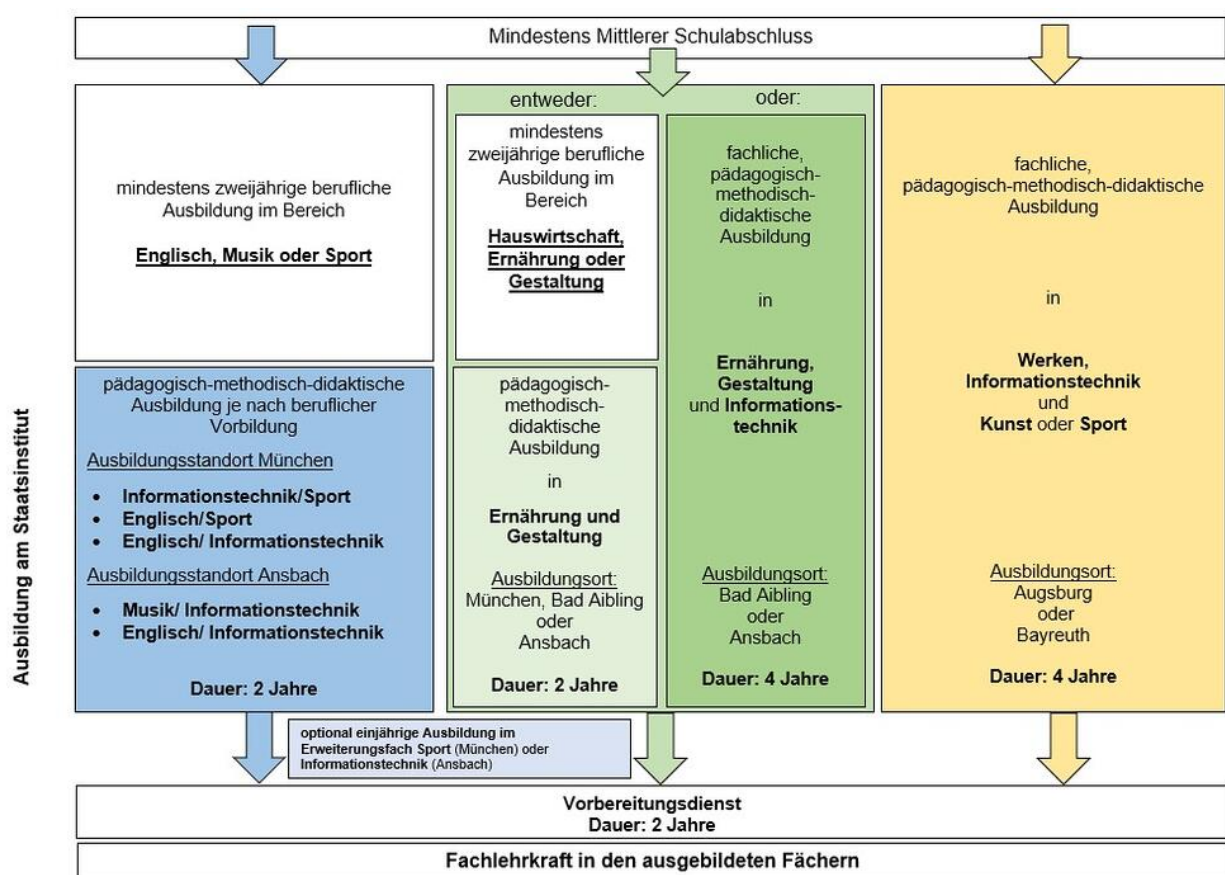 Mindestens Mittlerer Schulabschluss
mindestens zweijährige berufliche
Ausbildung im Bereich
Englisch, Musik oder Sport
pädagogisch-methodisch-didaktische
Ausbildung je nach beruflicher
Vorbildung
Ausbildungsstandort München
• Informationstechnik/Sport
• Englisch/Sport
• Englisch/ Informationstechnik
Ausbildungsstandort Ansbach
• Musik/ Informationstechnik
• Englisch/ Informationstechnik
Dauer: 2 Jahre
entweder:
mindestens
zweijährige berufliche
Ausbildung im
Bereich
Hauswirtschaft,
Ernährung oder
Gestaltung
pädagogisch-
methodisch-
didaktische
Ausbildung
in
Ernährung und
Gestaltung
Ausbildungsort:
München, Bad Aibling
oder
Ansbach
Dauer: 2 Jahre
oder:
fachliche,
pädagogisch-
methodisch-
didaktische
Ausbildung
in
Ernährung,
Gestaltung
und Informations-
technik
Ausbildungsort:
Bad Aibling
oder
Ansbach
Dauer: 4 Jahre
fachliche,
pädagogisch-methodisch-didaktische
Ausbildung
in
Werken,
Informationstechnik
und
Kunst oder Sport
Ausbildungsort:
Augsburg
oder
Bayreuth
Dauer: 4 Jahre
Ausbildung am Staatsinstitut
optional einjährige Ausbildung im
Erweiterungsfach Sport (München) oder
Informationstechnik (Ansbach)
Vorbereitungsdienst
Dauer: 2 Jahre
Fachlehrkraft in den ausgebildeten Fächern